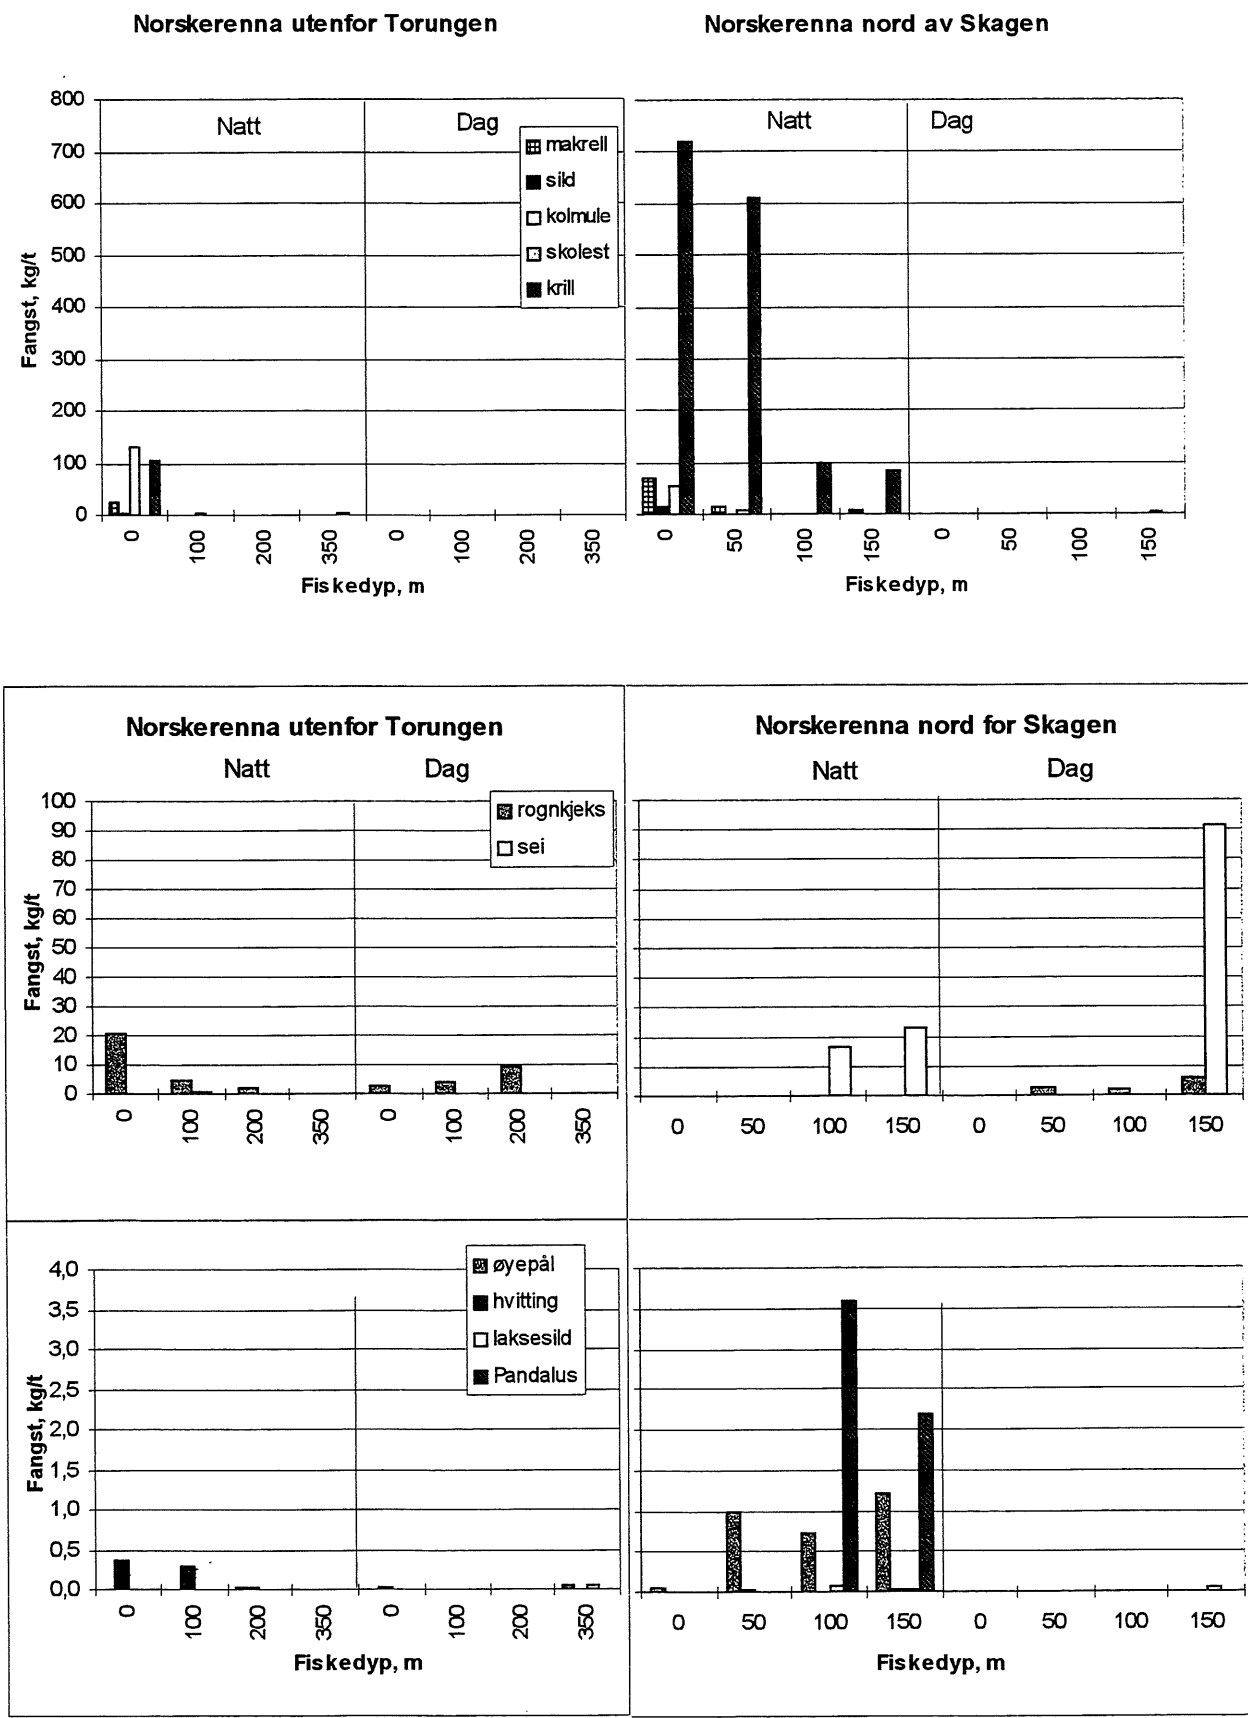 Norskerenna utenfor Torungen
Norskerenna nord av Skagen
800
700
600
500
400
300
200
100
0
Fangst, kg/t
Natt
Dag
makrell
sild
kolmule
skolest
krill
Natt
Dag
0 100 200 350 0 100 200 350
Fiskedyp, m
0 50 100 150 0 50 100 150
Fiskedyp, m
Norskerenna utenfor Torungen
Natt
Dag
Norskerenna nord for Skagen
Natt
Dag
100
90
80
70
60
50
40
30
20
10
0
Fangst, kg/t
rognkjeks
sei
0 100 200 350 0 100 200 350
0 50 100 150 0 50 100 150
4,0
3,5
3,0
2,5
2,0
1,5
1,0
0,5
0,0
Fangst, kg/t
øyepål
hvitting
laksesild
Pandalus
0 100 200 350 0 100 200 350
Fiskedyp, m
0 50 100 150 0 50 100 150
Fiskedyp, m